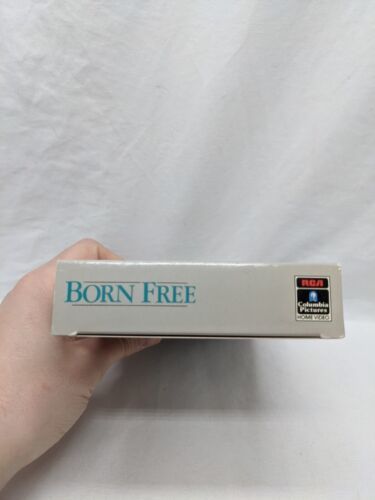 BORN FREE
RCA
Columbia
Pictures
HOME VIDEO